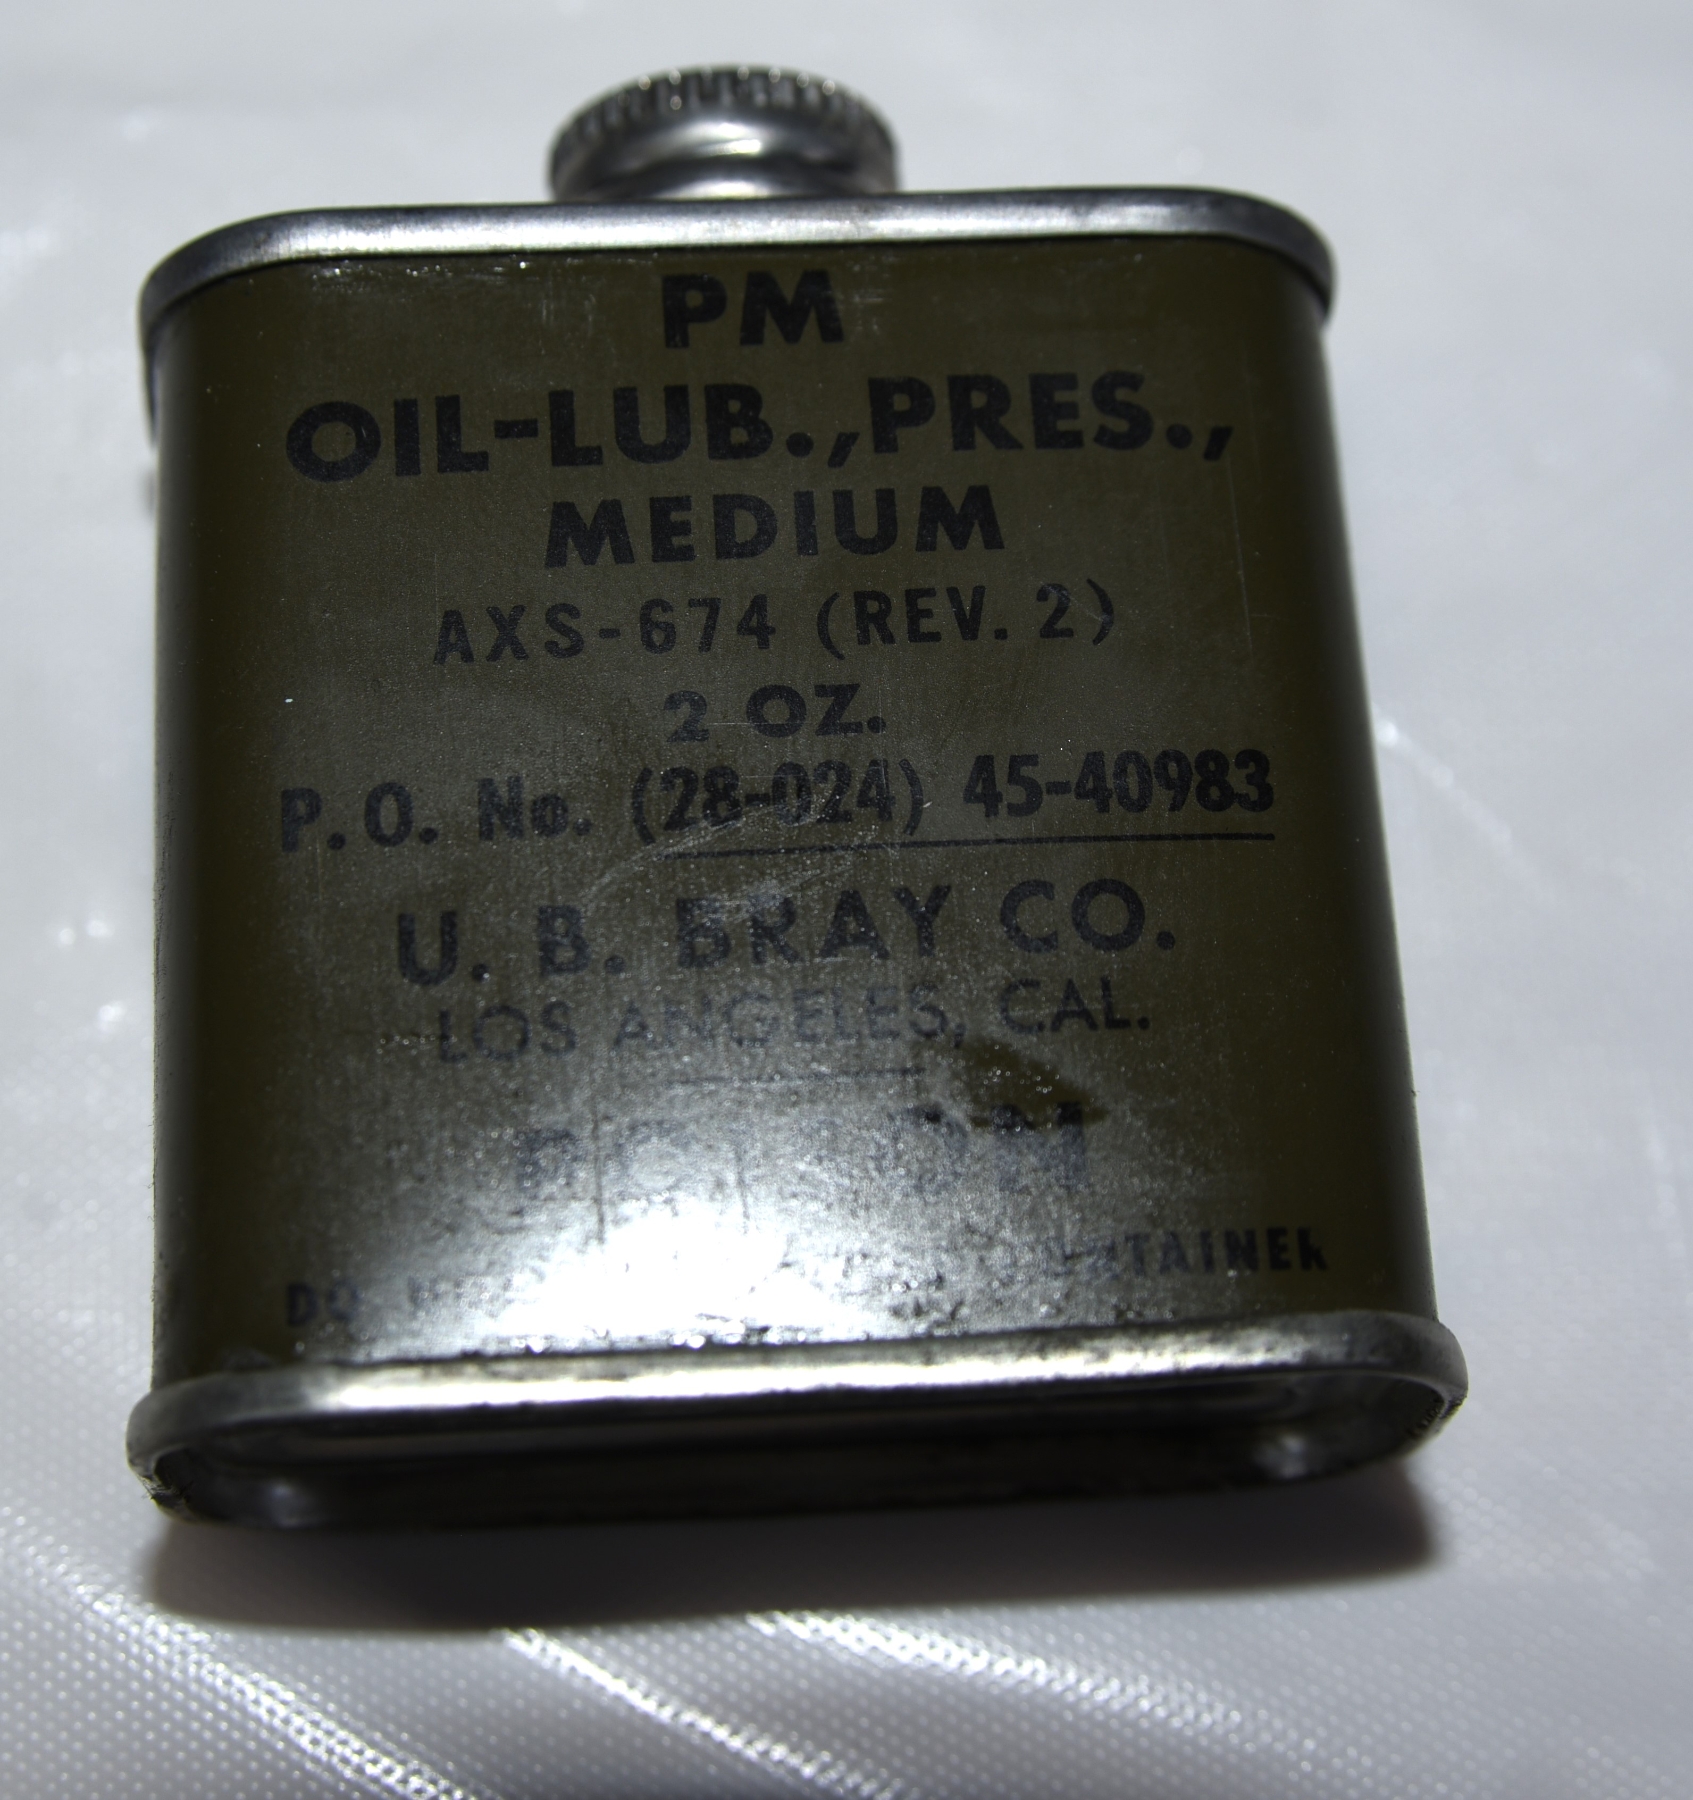 PM
OIL-LUB.,PRES.,
MEDIUM
AXS-674 (REV. 2)
2 OZ.
P.O. No. (28-024) 45-40983
U. B. BRAY CO.
LOS ANGELES, CAL.
DO